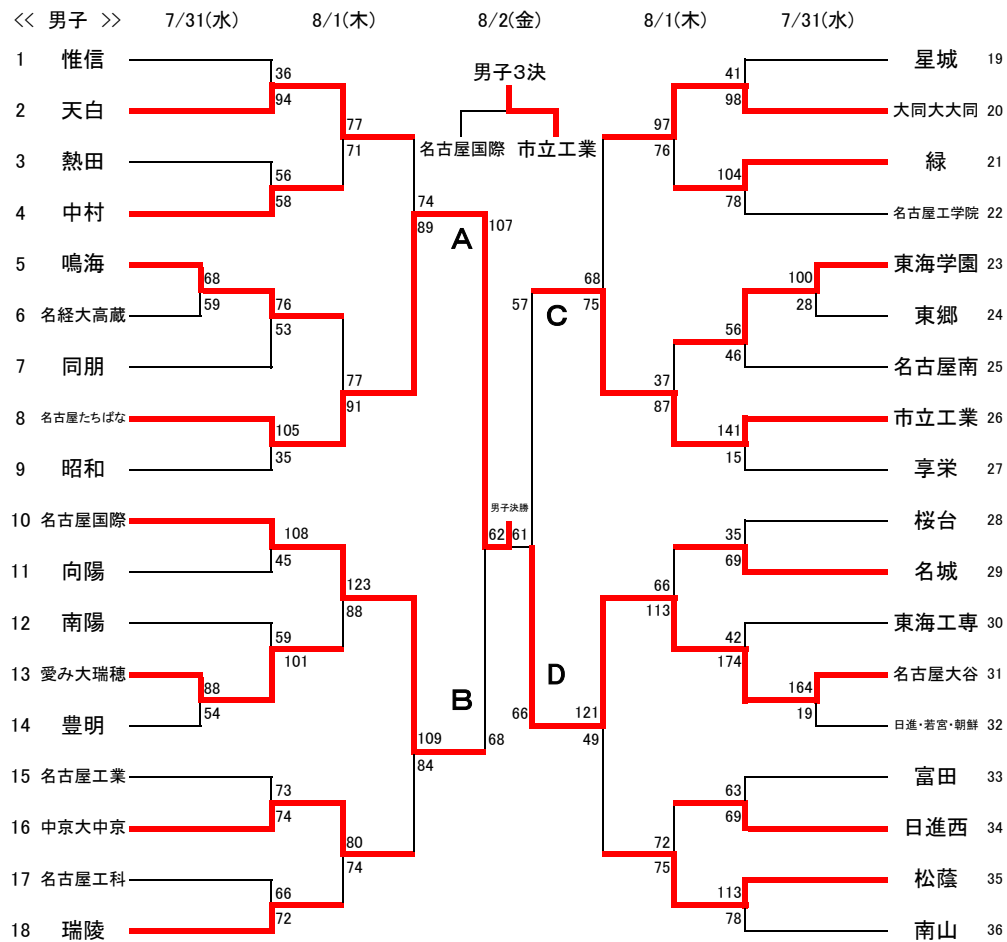 << 男子 >> 7/31(水) 8/1(木) 8/2(金) 8/1(木) 7/31(水)
男子3決
名古屋国際 市立工業
1 惟信
36
94
2 天白
77
71
3 熱田
56
58
4 中村
74
89
A
107
5 鳴海
68
59
6 名経大高蔵
76
53
7 同朋
77
91
8 名古屋たちばな
105
35
9 昭和
男子決勝
62 61
10 名古屋国際
108
45
11 向陽
123
88
12 南陽
59
101
13 愛み大瑞穂
88
54
14 豊明
B
109
84
68
15 名古屋工業
73
74
16 中京大中京
80
74
17 名古屋工科
66
72
18 瑞陵
星城 19
41
98
大同大大同 20
97
76
緑 21
104
78
名古屋工学院 22
68
75
57
C
東海学園 23
100
28
東郷 24
56
46
名古屋南 25
37
87
市立工業 26
141
15
享栄 27
桜台 28
35
69
名城 29
66
113
東海工専 30
42
174
名古屋大谷 31
164
19
日進・若宮・朝鮮 32
D
66
121
49
富田 33
63
69
日進西 34
72
75
松蔭 35
113
78
南山 36